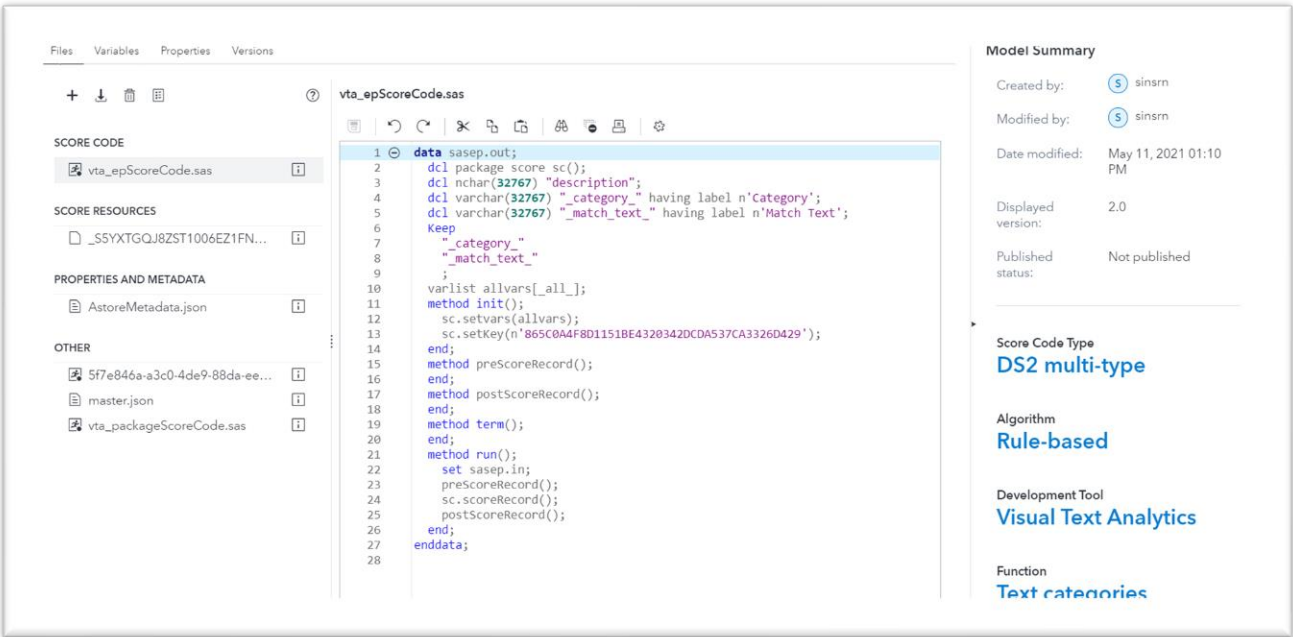 Files Variables Properties Versions
SCORE CODE
vta_epScoreCode.sas
SCORE RESOURCES
_S5YXTGQJ8ZST1006EZ1FN...
PROPERTIES AND METADATA
AstoreMetadata.json
OTHER
5f7e846a-a3c0-4de9-88da-ee...
master.json
vta_packageScoreCode.sas
vta_epScoreCode.sas
1 data sasep.out;
2 dcl package score sc();
3 dcl nchar(32767) "description";
4 dcl varchar(32767) "_category_" having label n'Category';
5 dcl varchar(32767) "_match_text_" having label n'Match Text';
6 Keep
7 "_category_"
8 "_match_text_"
9 ;
10 varlist allvars[_all_];
11 method init();
12 sc.setvars(allvars);
13 sc.setKey(n'865C0A4F8D1151BE4320342DCDA537CA3326D429');
14 end;
15 method preScoreRecord();
16 end;
17 method postScoreRecord();
18 end;
19 method term();
20 end;
21 method run();
22 set sasep.in;
23 preScoreRecord();
24 sc.scoreRecord();
25 postScoreRecord();
26 end;
27 enddata;
28
Model Summary
Created by: S sinsrn
Modified by: S sinsrn
Date modified: May 11, 2021 01:10
PM
Displayed 2.0
version:
Published Not published
status:
Score Code Type
DS2 multi-type
Algorithm
Rule-based
Development Tool
Visual Text Analytics
Function
Text categories